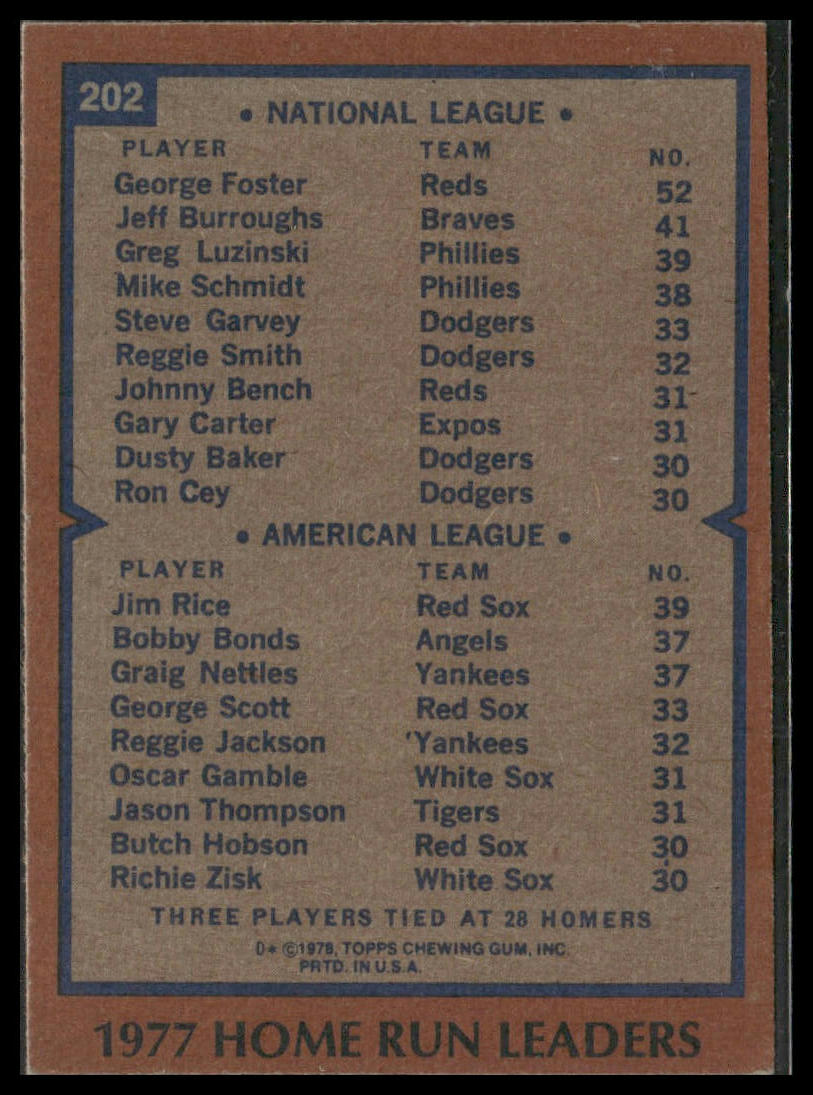 202
• NATIONAL LEAGUE •
PLAYER TEAM NO.
George Foster Reds 52
Jeff Burroughs Braves 41
Greg Luzinski Phillies 39
Mike Schmidt Phillies 38
Steve Garvey Dodgers 33
Reggie Smith Dodgers 32
Johnny Bench Reds 31
Gary Carter Expos 31
Dusty Baker Dodgers 30
Ron Cey Dodgers 30
• AMERICAN LEAGUE •
PLAYER TEAM NO.
Jim Rice Red Sox 39
Bobby Bonds Angels 37
Graig Nettles Yankees 37
George Scott Red Sox 33
Reggie Jackson Yankees 32
Oscar Gamble White Sox 31
Jason Thompson Tigers 31
Butch Hobson Red Sox 30
Richie Zisk White Sox 30
THREE PLAYERS TIED AT 28 HOMERS
D* ©1978, TOPPS CHEWING GUM, INC.
PRTD. IN U.S.A.
1977 HOME RUN LEADERS